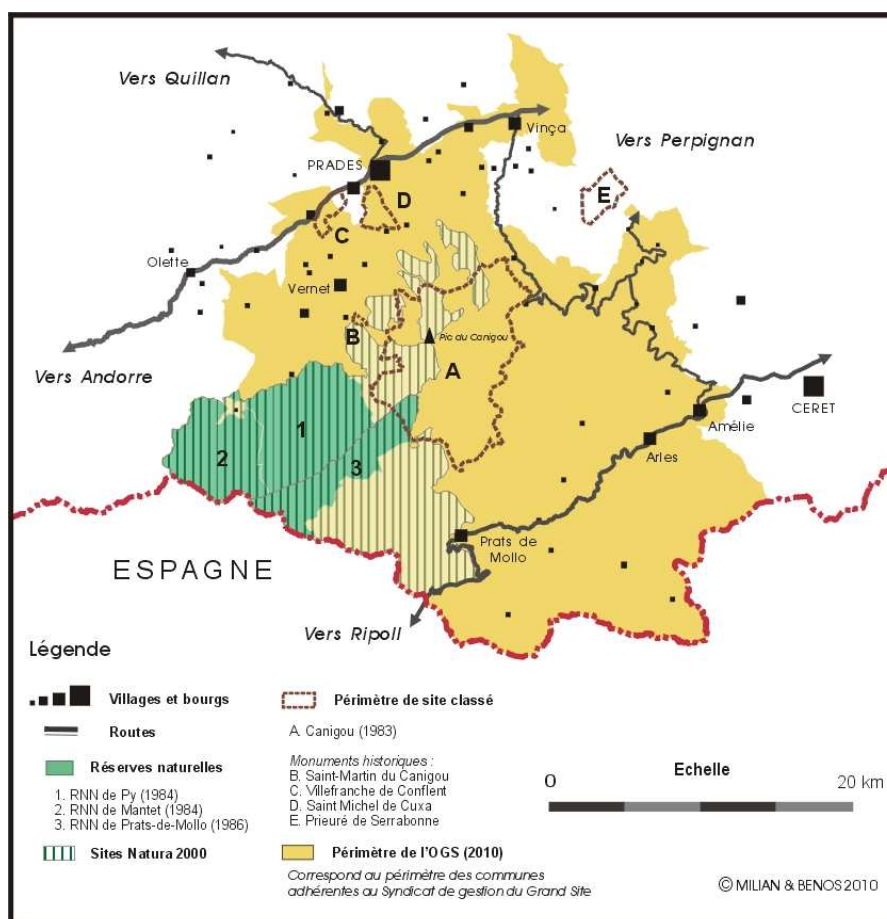 Vers Quillan
Vinça
Vers Perpignan
PRADES
D
E
C
Olette
Vernet
Pic du Canigou
B
A
Vers Andorre
CERET
1
Amélie
2
3
Arles
Prats de
Mollo
ESPAGNE
Vers Ripoll
Légende
Villages et bourgs
Routes
Réserves naturelles
1. RNN de Py (1984)
2. RNN de Mantet (1984)
3. RNN de Prats-de-Mollo (1986)
Sites Natura 2000
Périmètre de site classé
A. Canigou (1983)
Monuments historiques :
B. Saint-Martin du Canigou
C. Villefranche de Conflent
D. Saint Michel de Cuxa
E. Prieuré de Serrabonne
Périmètre de l'OGS (2010)
Correspond au périmètre des communes
adhérentes au Syndicat de gestion du Grand Site
0 Echelle 20 km
© MILIAN & BENOS 2010